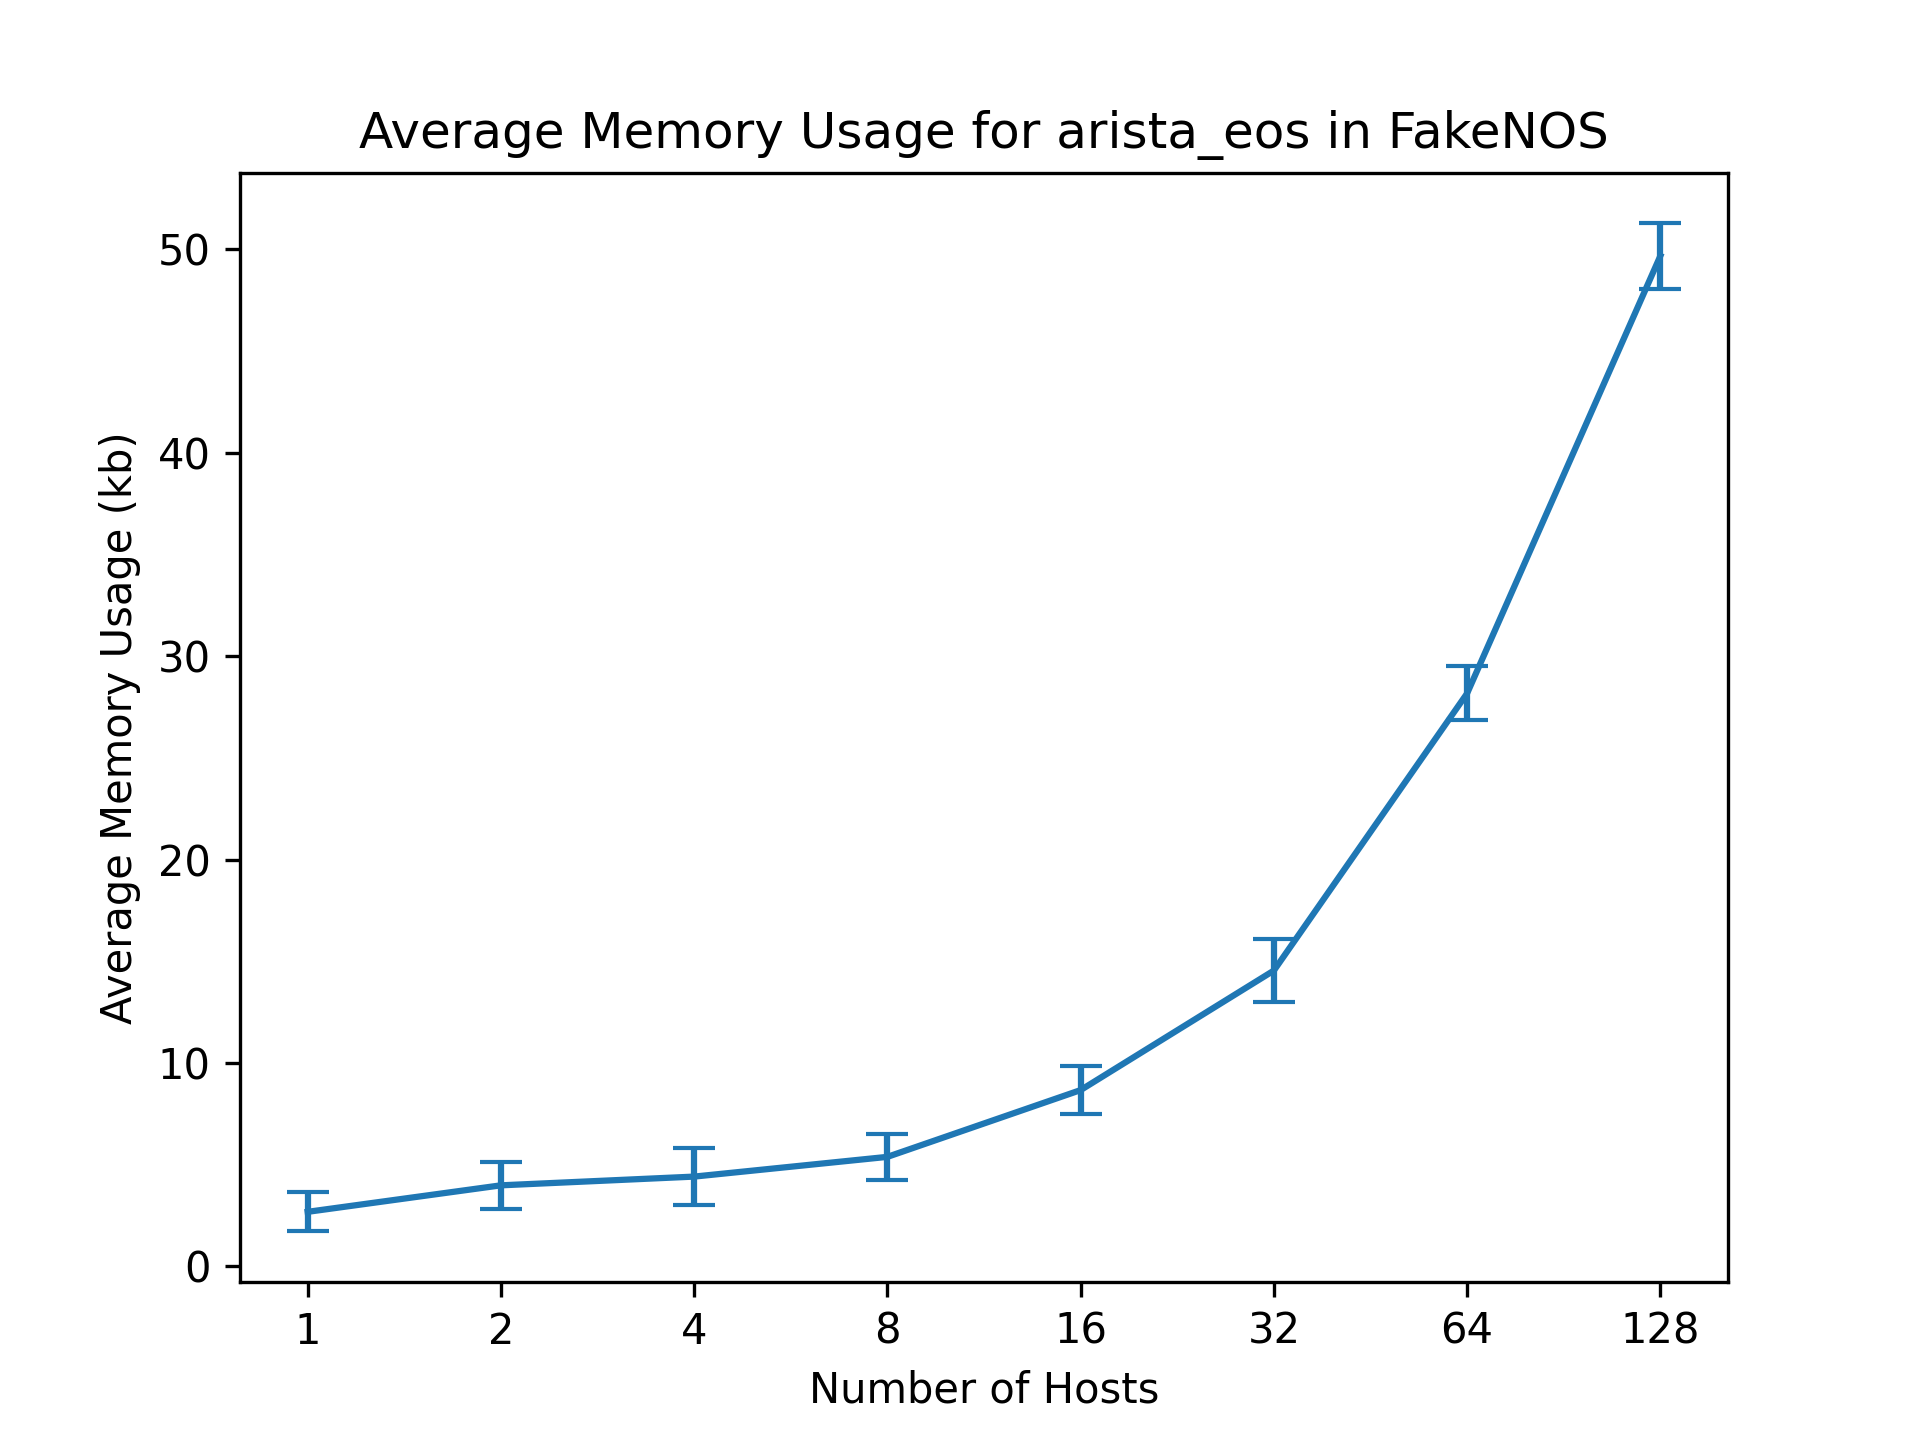 Average Memory Usage for arista_eos in FakeNOS
Average Memory Usage (kb)
50
40
30
20
10
0
1 2 4 8 16 32 64 128
Number of Hosts